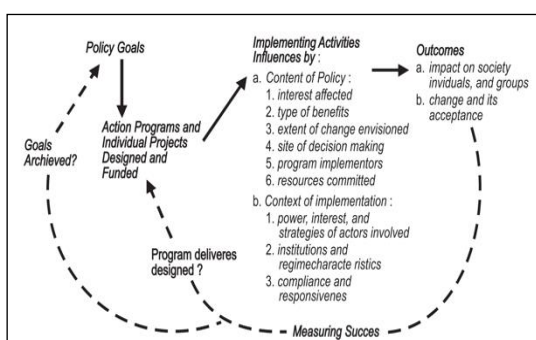 Policy Goals
Goals
Achieved?
Action Programs and
Individual Projects
Designed and
Funded
Program deliveres
designed ?
Implementing Activities
Influences by :
a. Content of Policy :
1. interest affected
2. type of benefits
3. extent of change envisioned
4. site of decision making
5. program implementors
6. resources committed
b. Context of implementation :
1. power, interest, and
strategies of actors involved
2. institutions and
regimecharacte ristics
3. compliance and
responsivenes
Outcomes
a. impact on society
inviduals, and groups
b. change and its
acceptance
Measuring Succes